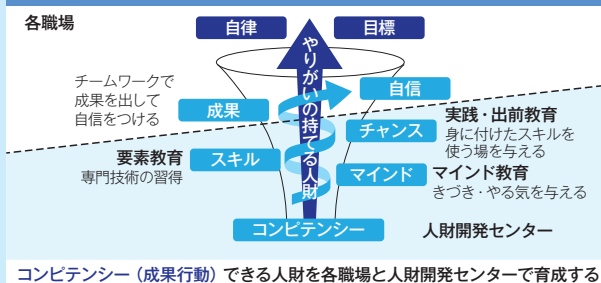 各職場
自律
目標
やりがいの持てる人財
チームワークで
成果を出して
自信をつける
成果
自信
実践・出前教育
身に付けたスキルを
使う場を与える
チャンス
要素教育
専門技術の習得
スキル
マインド
マインド教育
きづき・やる気を与える
コンピテンシー
人財開発センター
コンピテンシー（成果行動）できる人財を各職場と人財開発センターで育成する